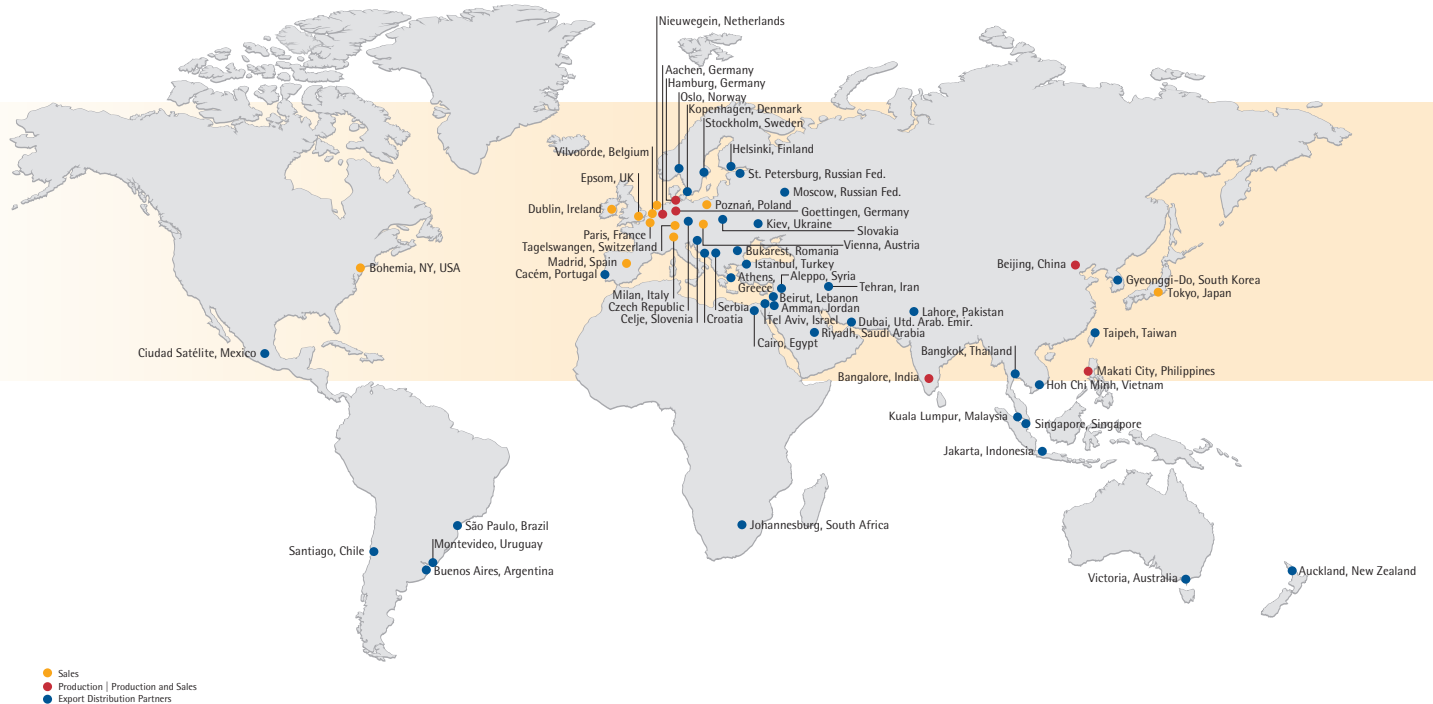 Nieuwegein, Netherlands
Aachen, Germany
Hamburg, Germany
Oslo, Norway
Kopenhagen, Denmark
Stockholm, Sweden
Vilvoorde, Belgium
Helsinki, Finland
Epsom, UK
St. Petersburg, Russian Fed.
Moscow, Russian Fed.
Dublin, Ireland
Poznań, Poland
Goettingen, Germany
Kiev, Ukraine
Slovakia
Paris, France
Tagelswangen, Switzerland
Vienna, Austria
Bukarest, Romania
Madrid, Spain
Istanbul, Turkey
Beijing, China
Bohemia, NY, USA
Cacém, Portugal
Athens,
Greece
Aleppo, Syria
Gyeonggi-Do, South Korea
Tehran, Iran
Tokyo, Japan
Milan, Italy
Beirut, Lebanon
Czech Republic
Serbia
Amman, Jordan
Lahore, Pakistan
Celje, Slovenia
Croatia
Tel Aviv, Israel
Dubai, Utd. Arab. Emir.
Riyadh, Saudi Arabia
Taipeh, Taiwan
Cairo, Egypt
Ciudad Satélite, Mexico
Bangkok, Thailand
Makati City, Philippines
Bangalore, India
Hoh Chi Minh, Vietnam
Kuala Lumpur, Malaysia
Singapore, Singapore
Jakarta, Indonesia
São Paulo, Brazil
Johannesburg, South Africa
Montevideo, Uruguay
Santiago, Chile
Buenos Aires, Argentina
Victoria, Australia
Auckland, New Zealand
Sales
Production | Production and Sales
Export Distribution Partners